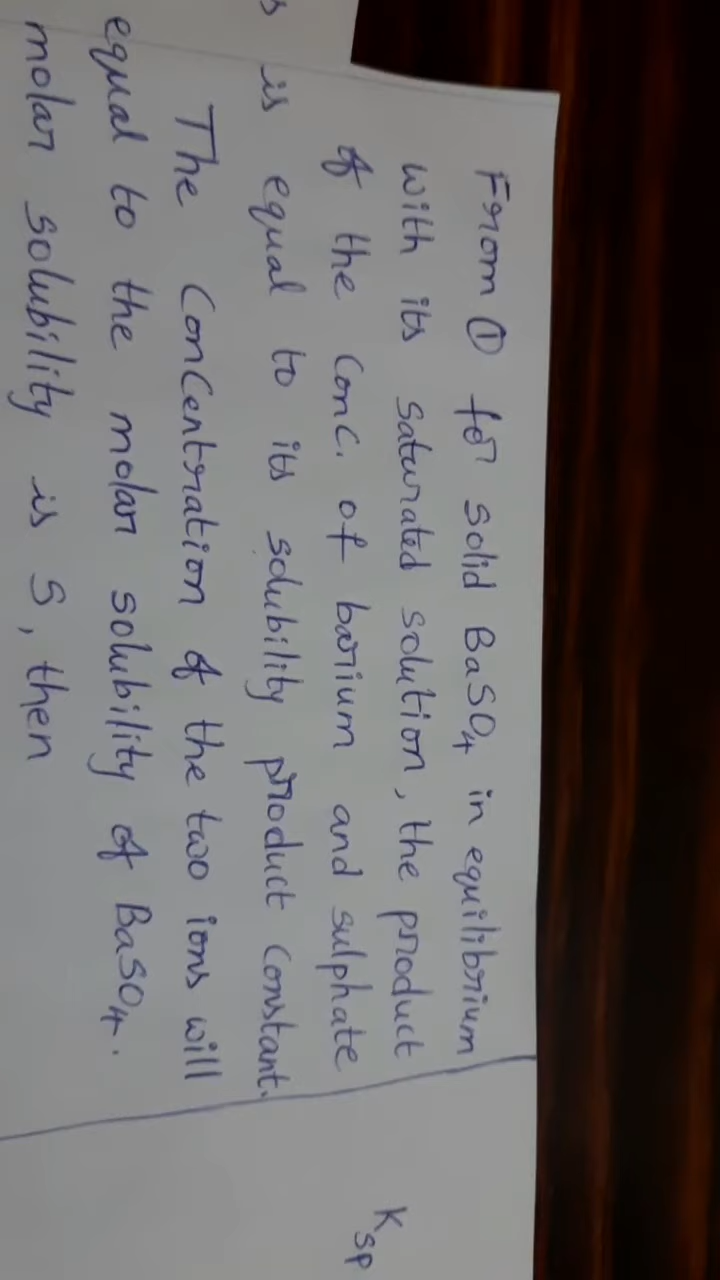 From ① for solid BaSO4 in equilibrium
with its saturated solution, the product
of the conc. of barium and sulphate
is equal to its solubility product constant.
The concentration of the two ions will
equal to the molar solubility of BaSO4.
molar solubility is S, then
Ksp